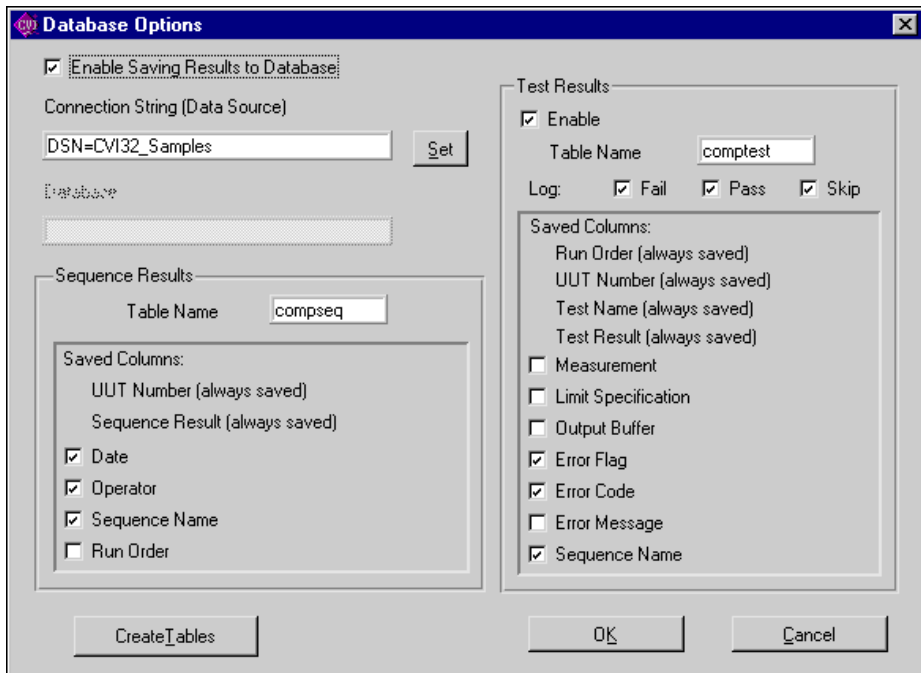 CVI Database Options
Enable Saving Results to Database
Connection String (Data Source)
DSN=CVI32_Samples
Set
Database
Sequence Results
Table Name compseq
Saved Columns:
UUT Number (always saved)
Sequence Result (always saved)
Date
Operator
Sequence Name
Run Order
CreateTables
Test Results
Enable
Table Name comptest
Log: Fail Pass Skip
Saved Columns:
Run Order (always saved)
UUT Number (always saved)
Test Name (always saved)
Test Result (always saved)
Measurement
Limit Specification
Output Buffer
Error Flag
Error Code
Error Message
Sequence Name
OK Cancel